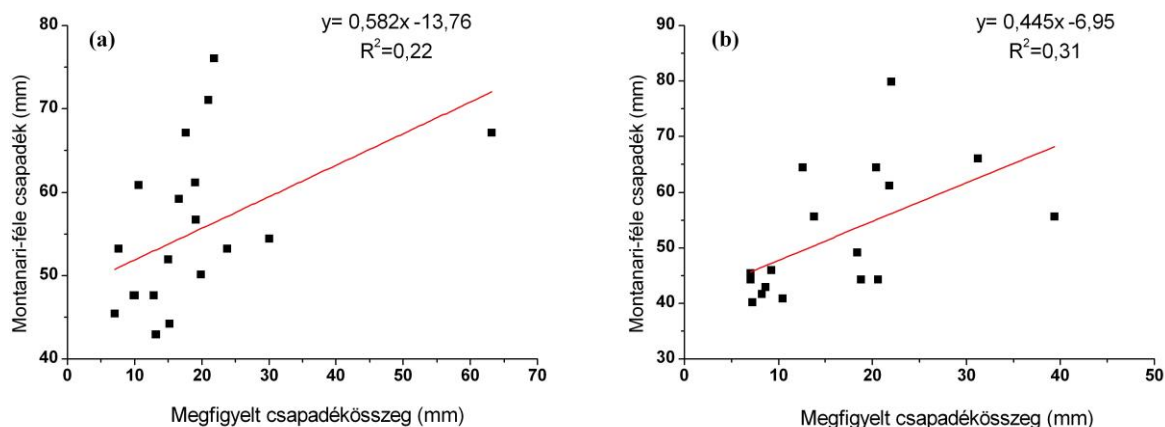 (a)
y= 0,582x -13,76
R²=0,22
Montanari-féle csapadék (mm)
80
70
60
50
40
0 10 20 30 40 50 60 70
Megfigyelt csapadékösszeg (mm)
(b)
y= 0,445x -6,95
R²=0,31
Montanari-féle csapadék (mm)
90
80
70
60
50
40
30
0 10 20 30 40 50
Megfigyelt csapadékösszeg (mm)